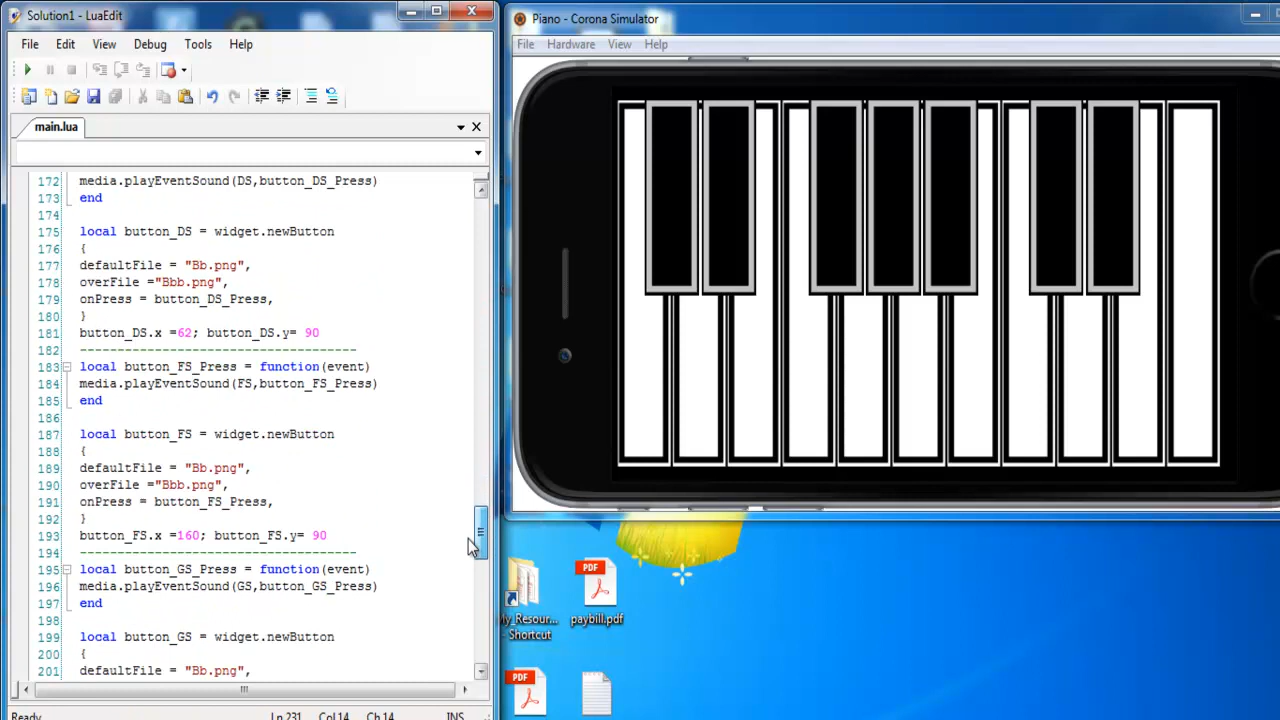 Solution1 - LuaEdit
File Edit View Debug Tools Help
main.lua
172 media.playEventSound(DS,button_DS_Press)
173 end
174
175 local button_DS = widget.newButton
176 {
177 defaultFile = "Bb.png",
178 overFile ="Bbb.png",
179 onPress = button_DS_Press,
180 }
181 button_DS.x =62; button_DS.y= 90
182 -------------------------------------
183 local button_FS_Press = function(event)
184 media.playEventSound(FS,button_FS_Press)
185 end
186
187 local button_FS = widget.newButton
188 {
189 defaultFile = "Bb.png",
190 overFile ="Bbb.png",
191 onPress = button_FS_Press,
192 }
193 button_FS.x =160; button_FS.y= 90
194 -------------------------------------
195 local button_GS_Press = function(event)
196 media.playEventSound(GS,button_GS_Press)
197 end
198
199 local button_GS = widget.newButton
200 {
201 defaultFile = "Bb.png",
Ready Ln 231 Col 14 Ch 14 INS
Piano - Corona Simulator
File Hardware View Help
PDF
My_Resour...
- Shortcut
paybill.pdf
PDF